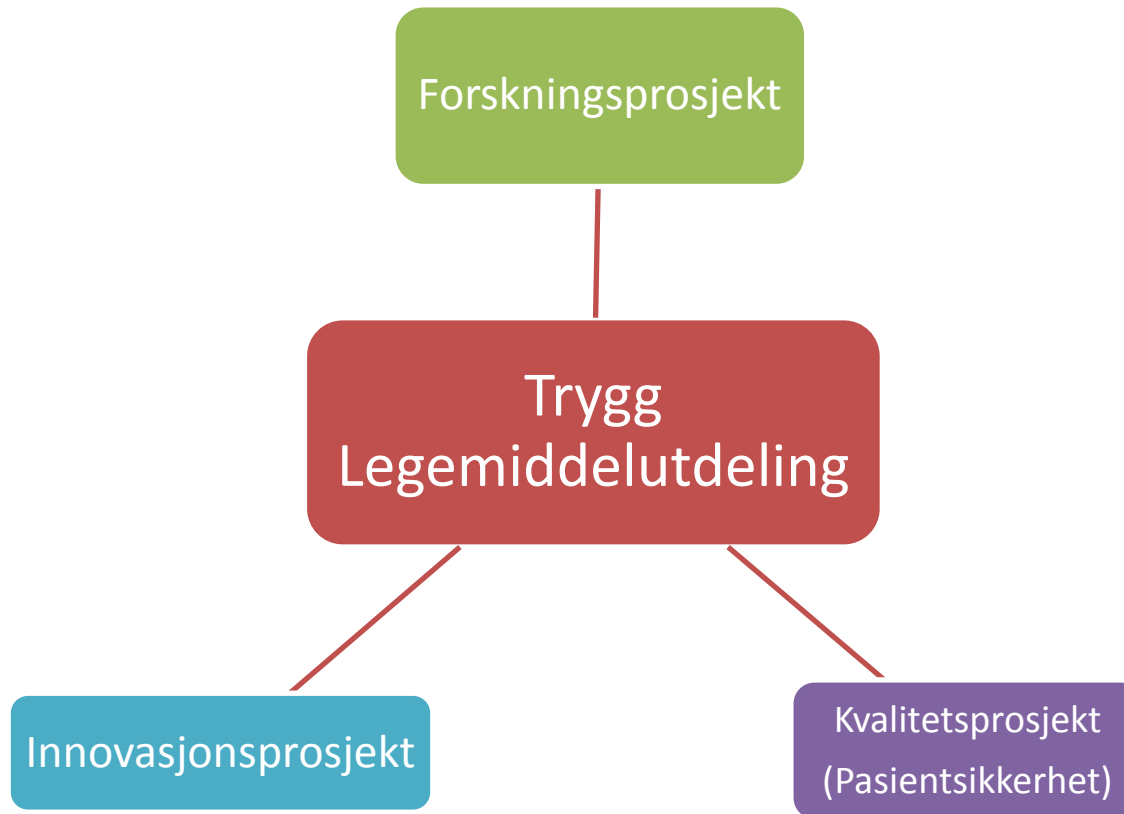 Forskningsprosjekt
Trygg
Legemiddelutdeling
Innovasjonsprosjekt
Kvalitetsprosjekt
(Pasientsikkerhet)